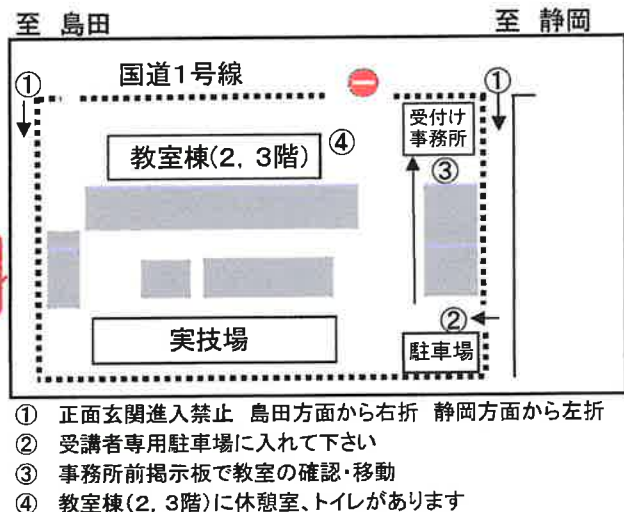 至 島田
至 静岡
国道1号線
①
①
受付け
事務所
教室棟(2, 3階)
④
③
②
実技場
駐車場
① 正面玄関進入禁止 島田方面から右折 静岡方面から左折
② 受講者専用駐車場に入れて下さい
③ 事務所前掲示板で教室の確認・移動
④ 教室棟(2, 3階)に休憩室、トイレがあります